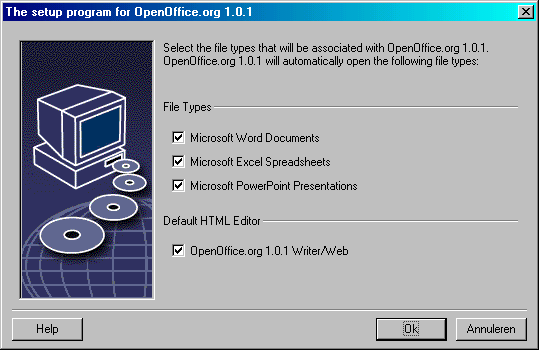 The setup program for OpenOffice.org 1.0.1
Select the file types that will be associated with OpenOffice.org 1.0.1.
OpenOffice.org 1.0.1 will automatically open the following file types:
File Types
Microsoft Word Documents
Microsoft Excel Spreadsheets
Microsoft PowerPoint Presentations
Default HTML Editor
OpenOffice.org 1.0.1 Writer/Web
Help
Ok
Annuleren